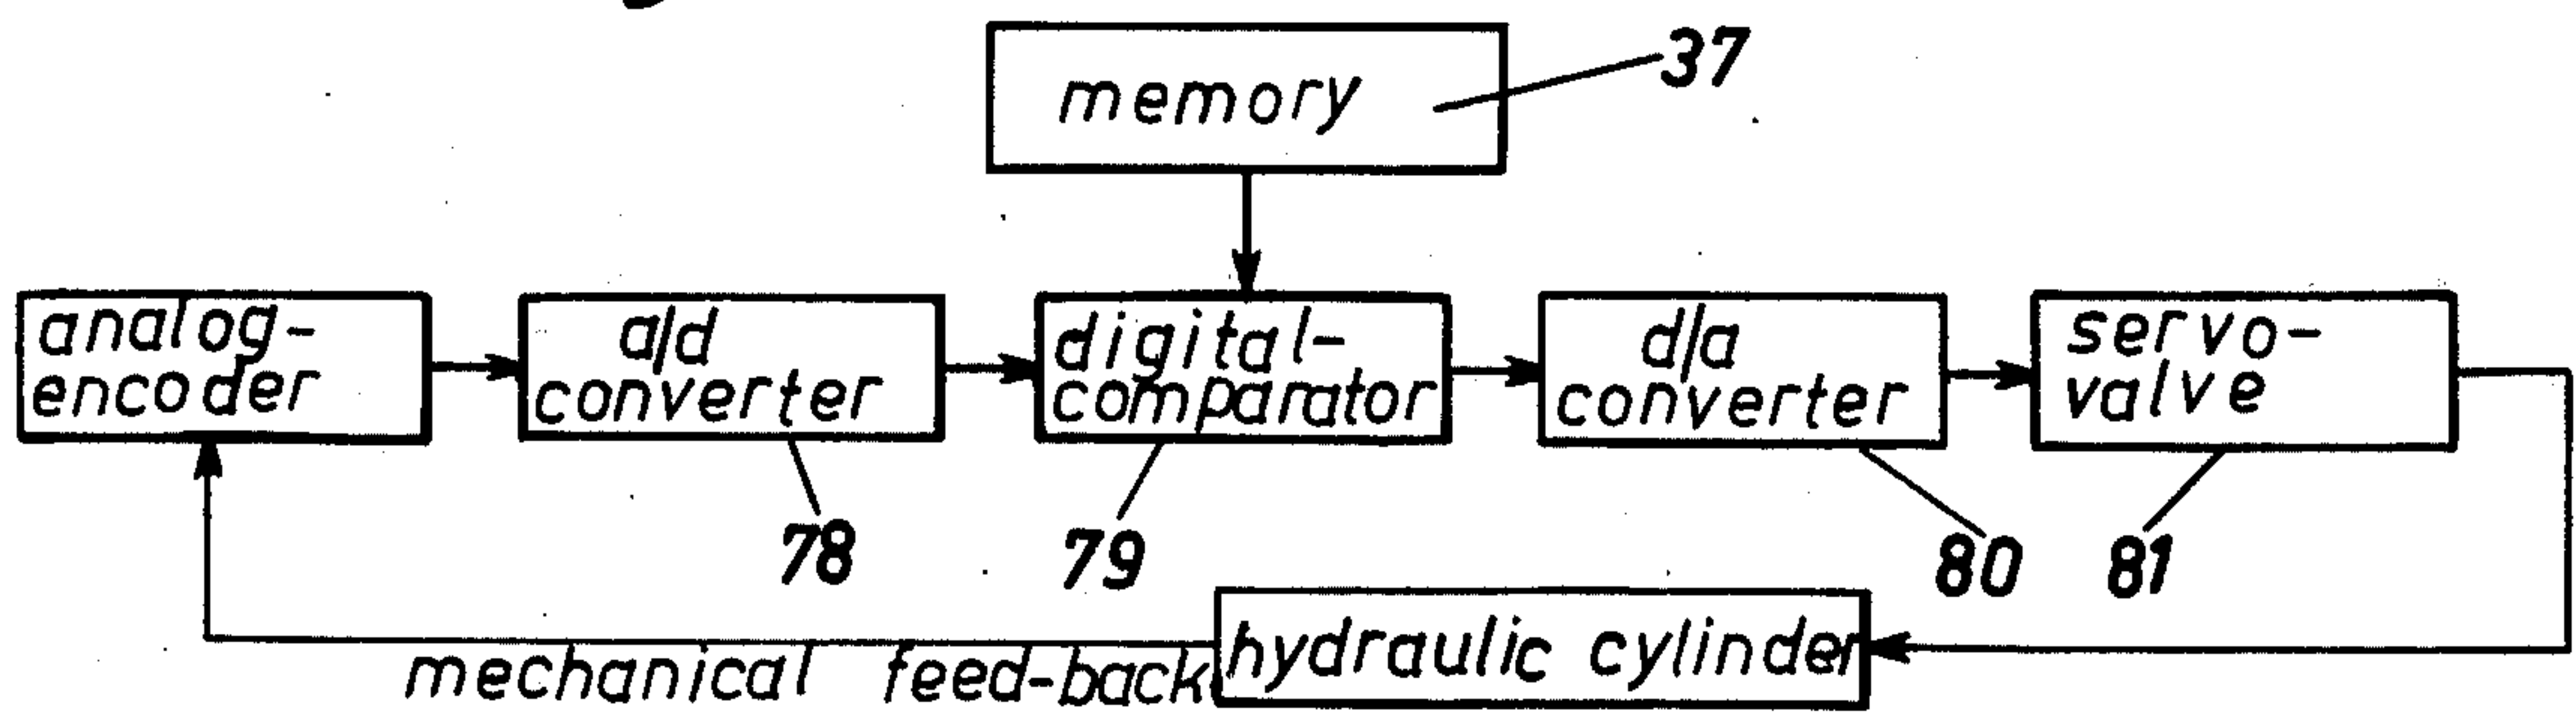 memory
37
analog-
encoder
a/d
converter
digital-
comparator
d/a
converter
servo-
valve
78
79
80
81
mechanical feed-back
hydraulic cylinder